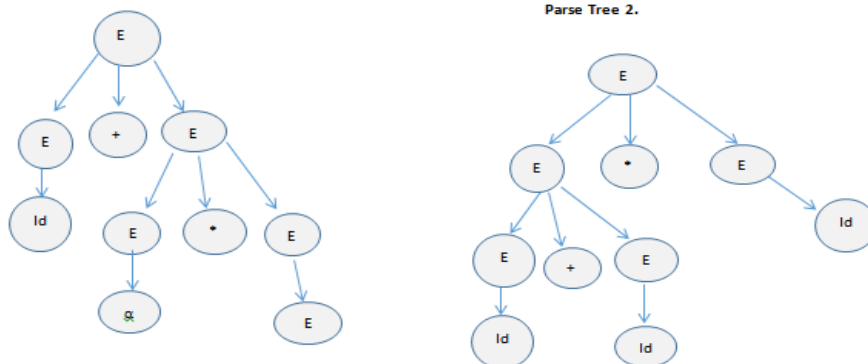 Parse Tree 2.
E
E + E
Id E * E
α E
E
E * E
E + E Id
Id Id